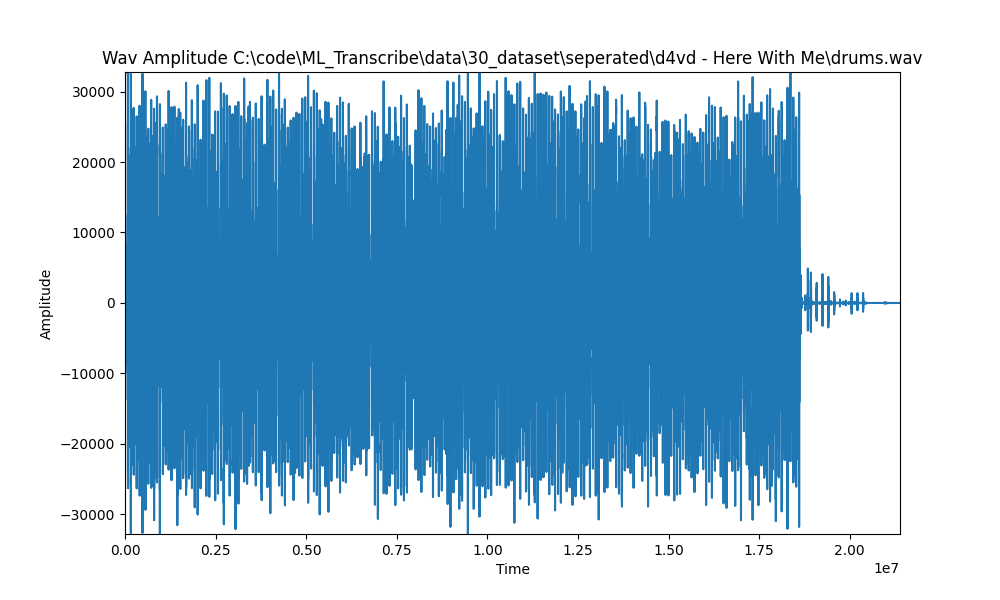 Wav Amplitude C:\code\ML_Transcribe\data\30_dataset\seperated\d4vd - Here With Me\drums.wav
30000
20000
10000
0
−10000
−20000
−30000
Amplitude
0.00 0.25 0.50 0.75 1.00 1.25 1.50 1.75 2.00
1e7
Time